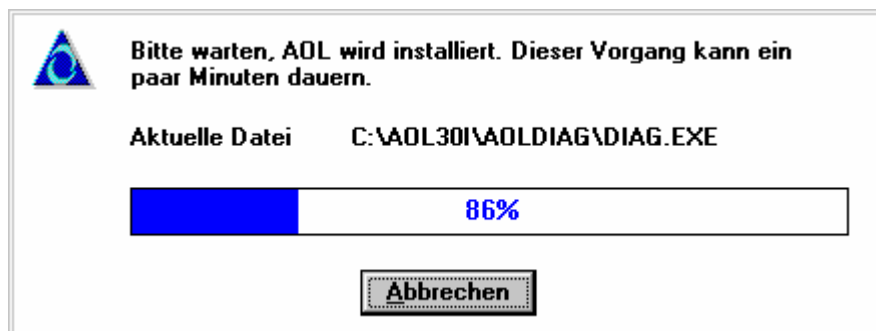 Bitte warten, AOL wird installiert. Dieser Vorgang kann ein
paar Minuten dauern.
Aktuelle Datei C:\AOL30I\AOLDIAG\DIAG.EXE
86%
Abbrechen